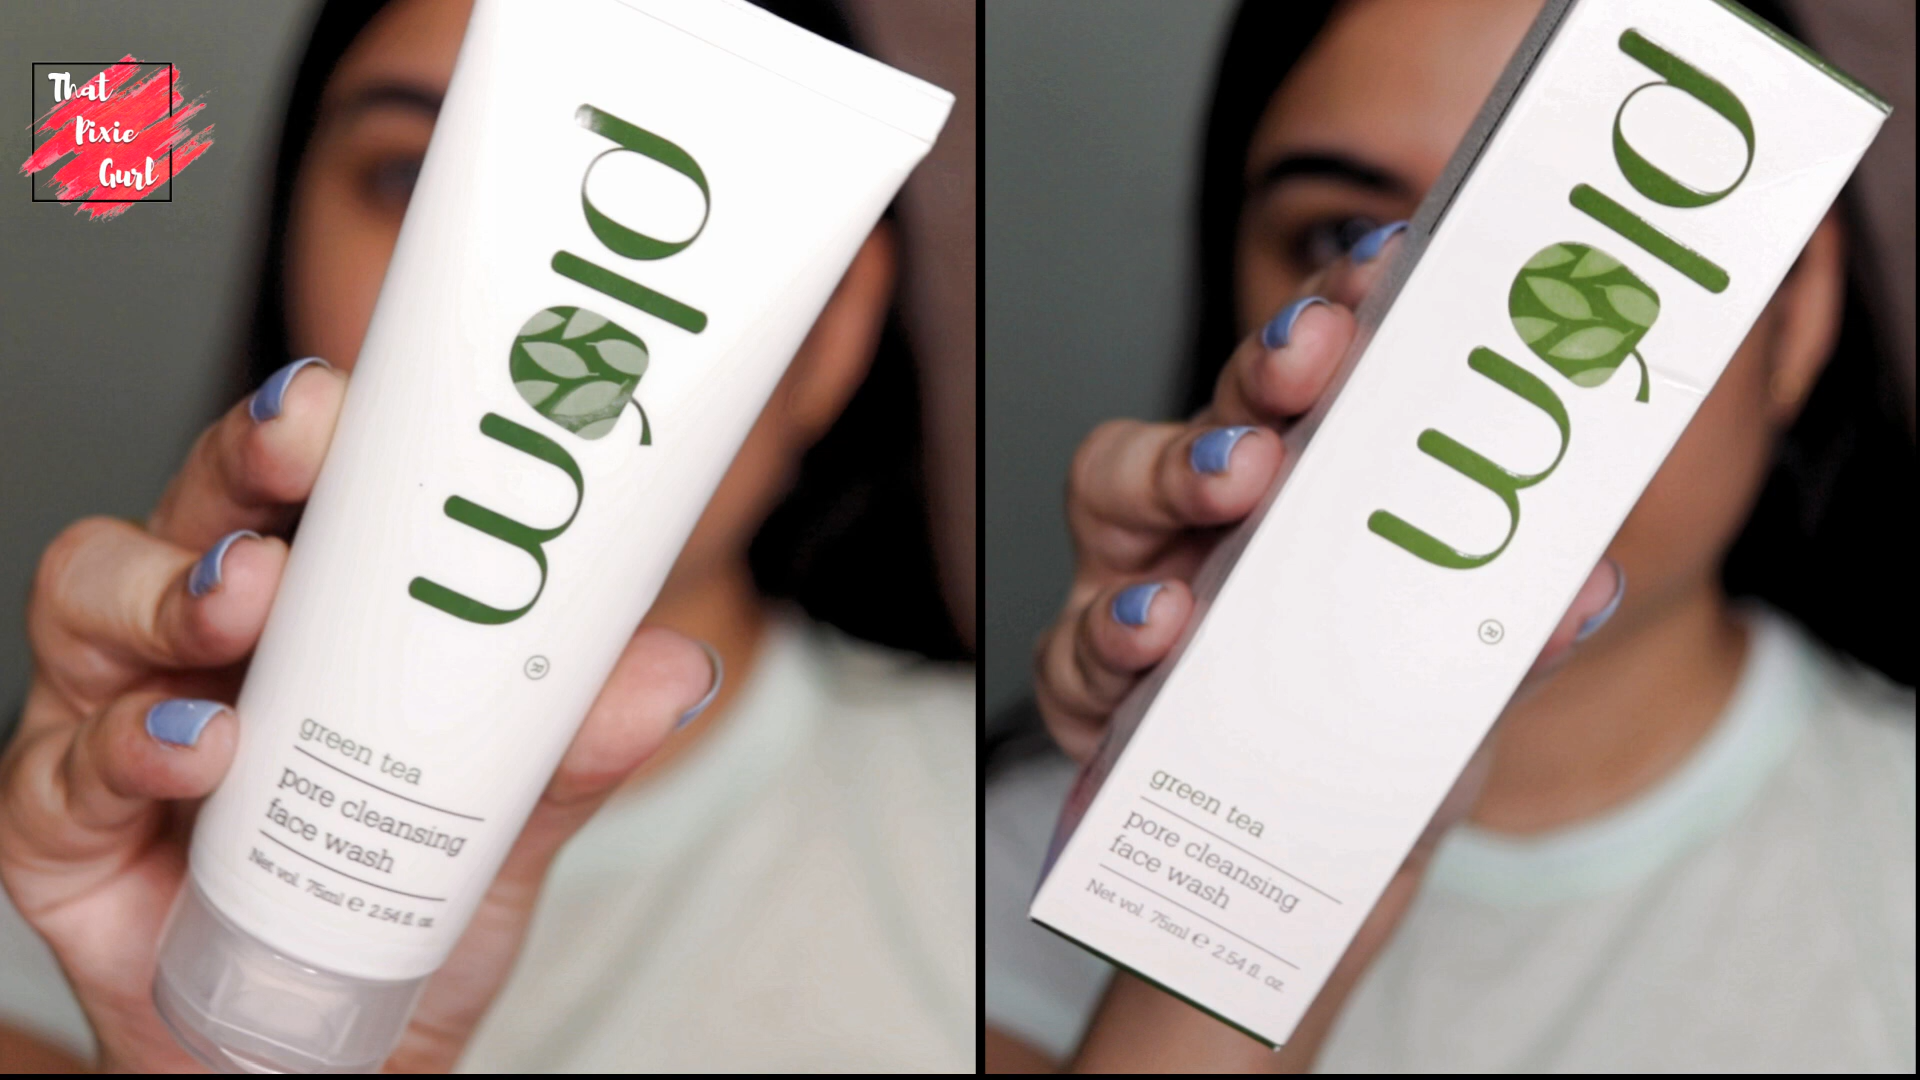 That
Pixie
Gurl
plum
®
green tea
pore cleansing
face wash
Net vol. 75ml ℮ 2.54 fl. oz.
plum
®
green tea
pore cleansing
face wash
Net vol. 75ml ℮ 2.54 fl. oz.